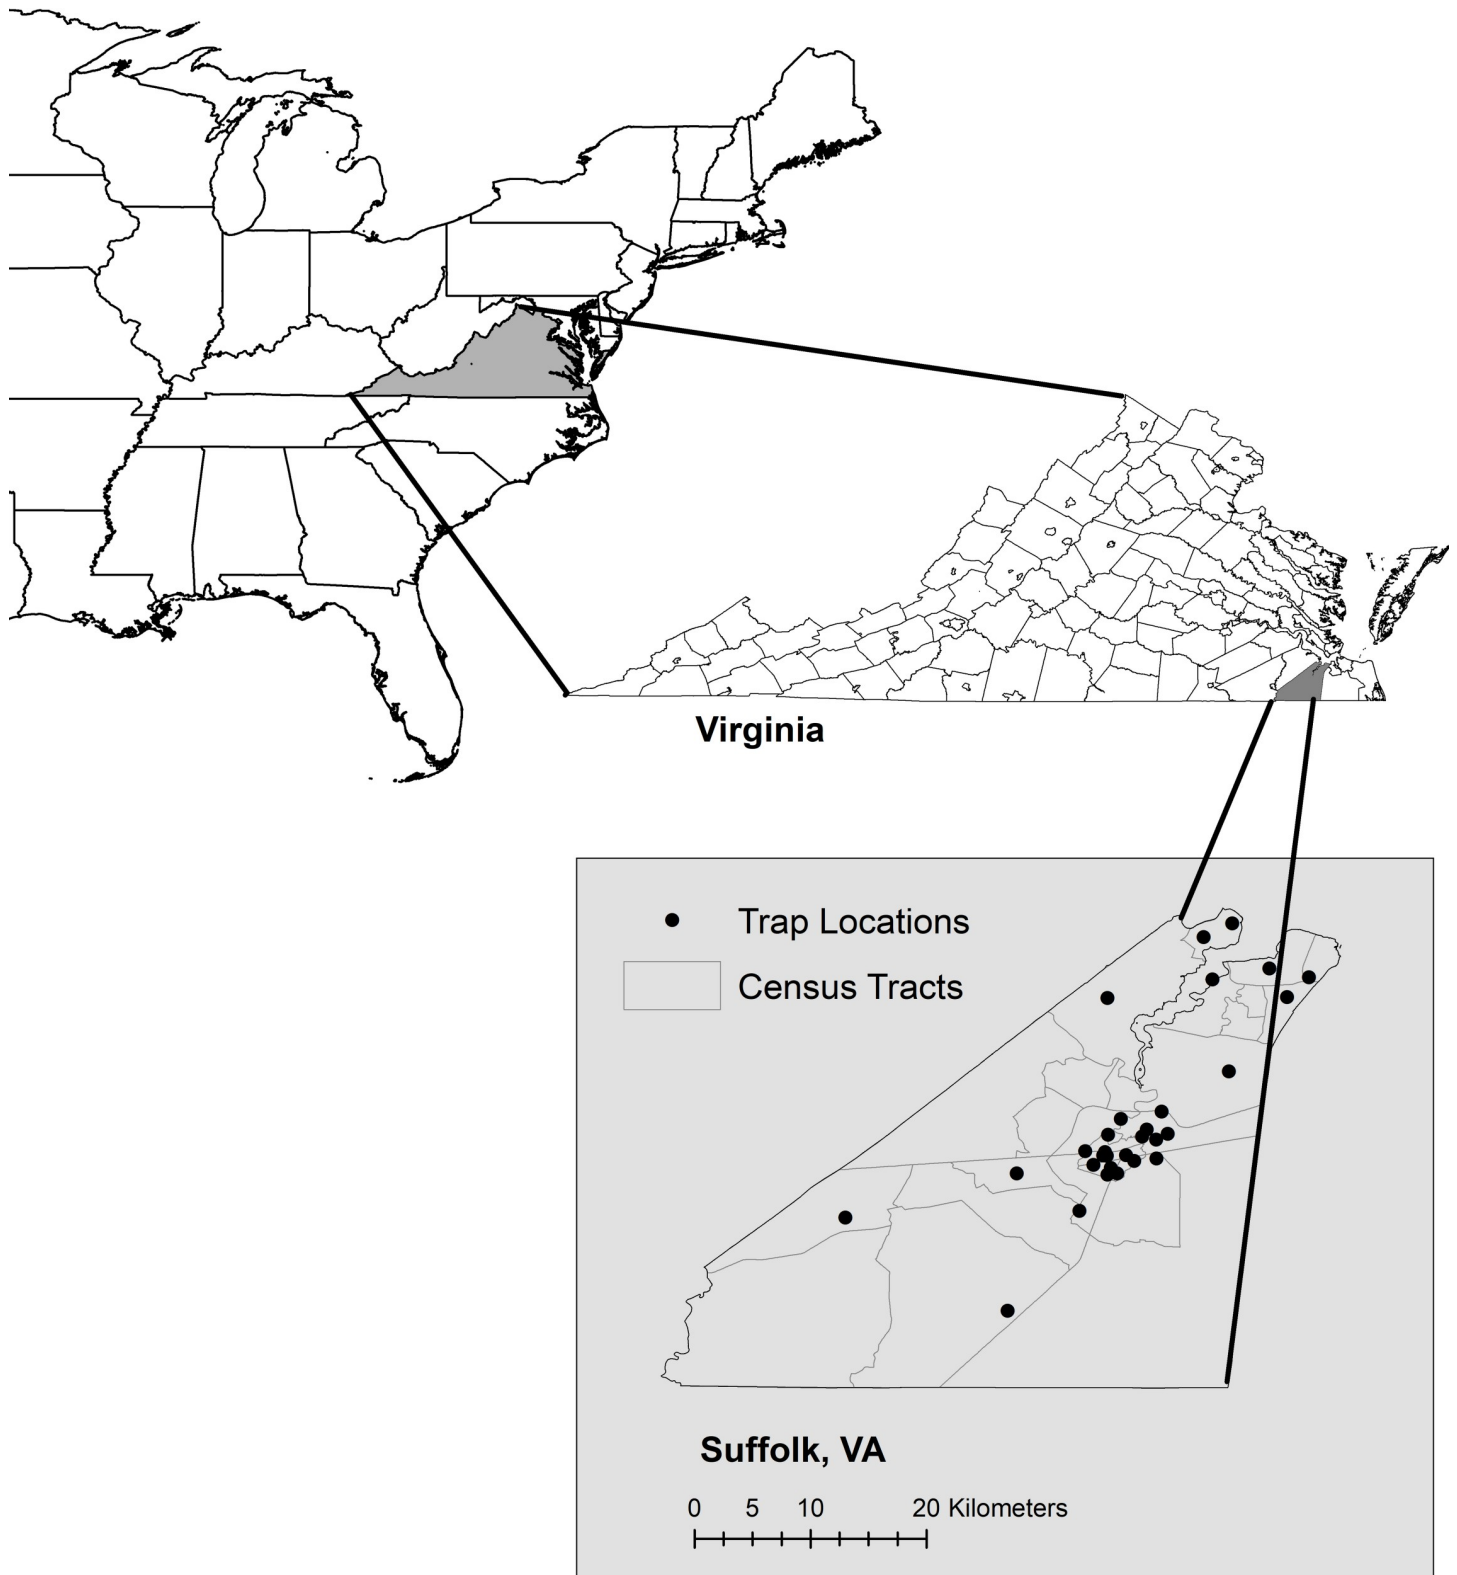 Virginia
Trap Locations
Census Tracts
Suffolk, VA
0 5 10 20 Kilometers